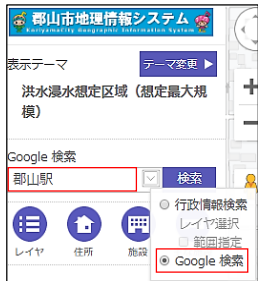 郡山市地理情報システム
Koriyamacity Geographic Information System
表示テーマ
テーマ変更 ▶
洪水浸水想定区域（想定最大規
模）
Google 検索
郡山駅
検索
行政情報検索
レイヤ選択
範囲指定
Google 検索
レイヤ
住所
施設